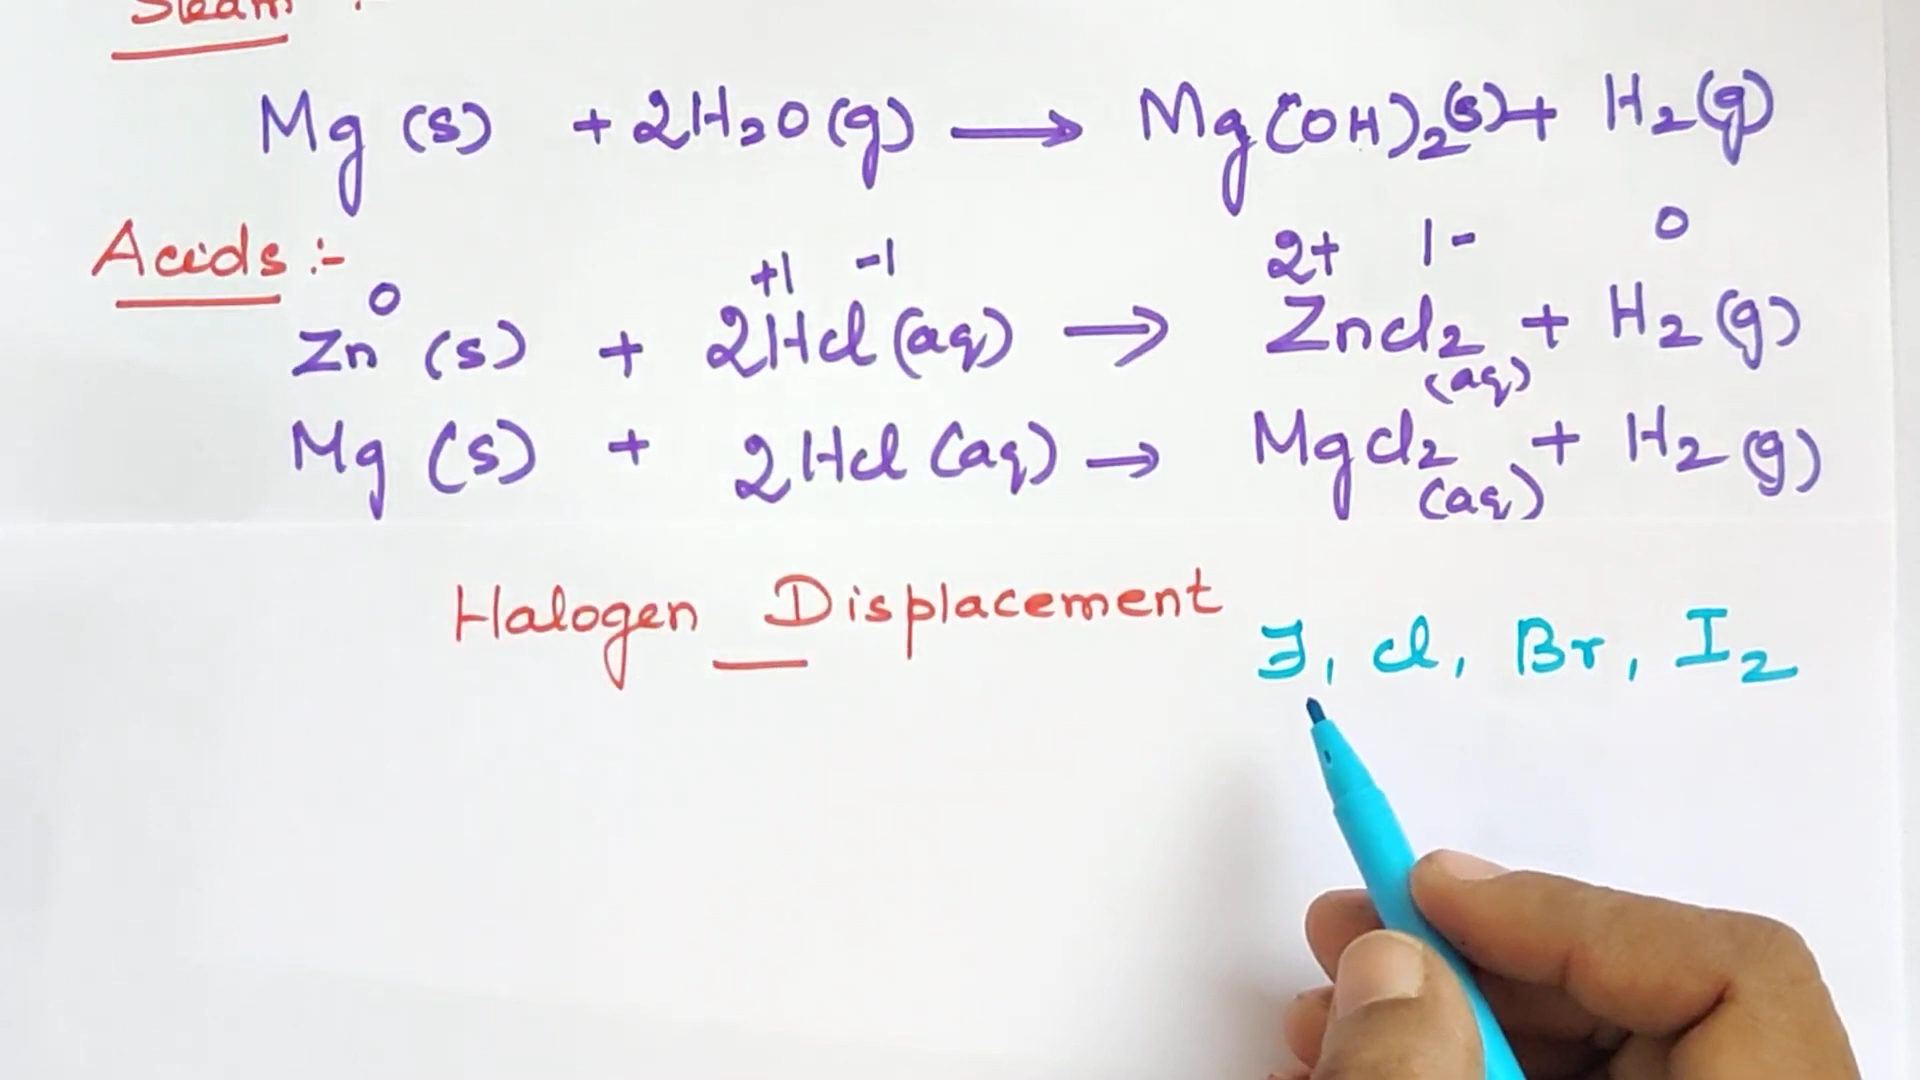 Steam :
Mg (s) + 2H₂O (g) → Mg(OH)₂(s) + H₂(g)
Acids :-
0 +1 -1 2+ 1- 0
Zn (s) + 2Hcl (aq) → Zncl₂ (aq) + H₂ (g)
Mg (s) + 2Hcl (aq) → Mgcl₂ (aq) + H₂ (g)
Halogen Displacement
F, cl, Br, I₂